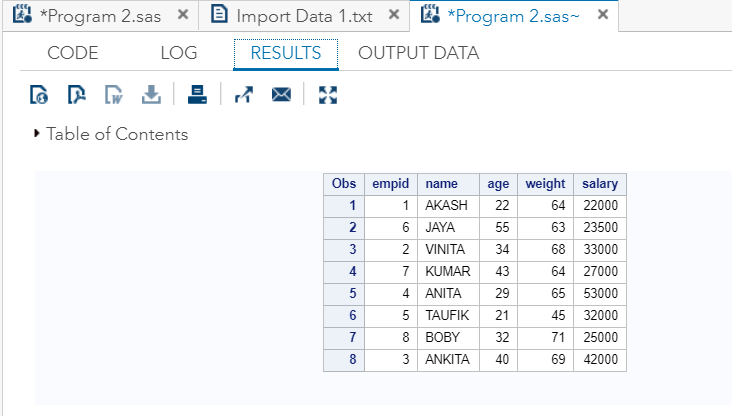 *Program 2.sas × Import Data 1.txt × *Program 2.sas~ ×
CODE LOG RESULTS OUTPUT DATA
Table of Contents
Obs empid name age weight salary
1 1 AKASH 22 64 22000
2 6 JAYA 55 63 23500
3 2 VINITA 34 68 33000
4 7 KUMAR 43 64 27000
5 4 ANITA 29 65 53000
6 5 TAUFIK 21 45 32000
7 8 BOBY 32 71 25000
8 3 ANKITA 40 69 42000